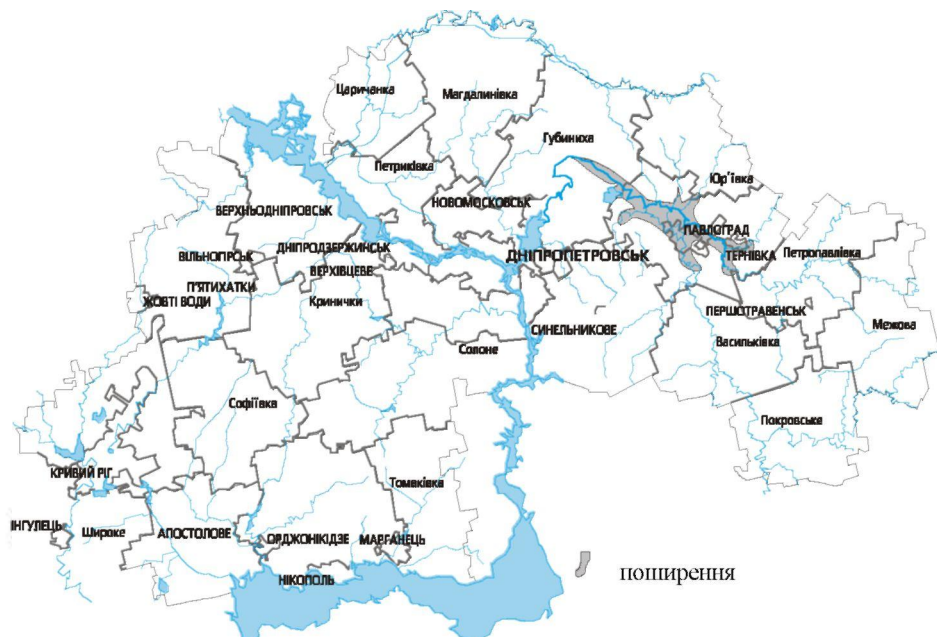 Царичанка
Магдалинівка
Губиниха
Петриківка
Юр'ївка
НОВОМОСКОВСЬК
ВЕРХНЬОДНІПРОВСЬК
ПАВЛОГРАД
ДНІПРОДЗЕРЖИНСЬК
ДНІПРОПЕТРОВСЬК
ТЕРНІВКА
Петропавлівка
ВІЛЬНОГІРСЬК
ВЕРХІВЦЕВЕ
П'ЯТИХАТКИ
ЖОВТІ ВОДИ
Кринички
ПЕРШОТРАВЕНСЬК
СИНЕЛЬНИКОВЕ
Межова
Васильківка
Солоне
Софіївка
Покровське
КРИВИЙ РІГ
Томаківка
ІНГУЛЕЦЬ
Широке
АПОСТОЛОВЕ
ОРДЖОНІКІДЗЕ
МАРГАНЕЦЬ
НІКОПОЛЬ
поширення